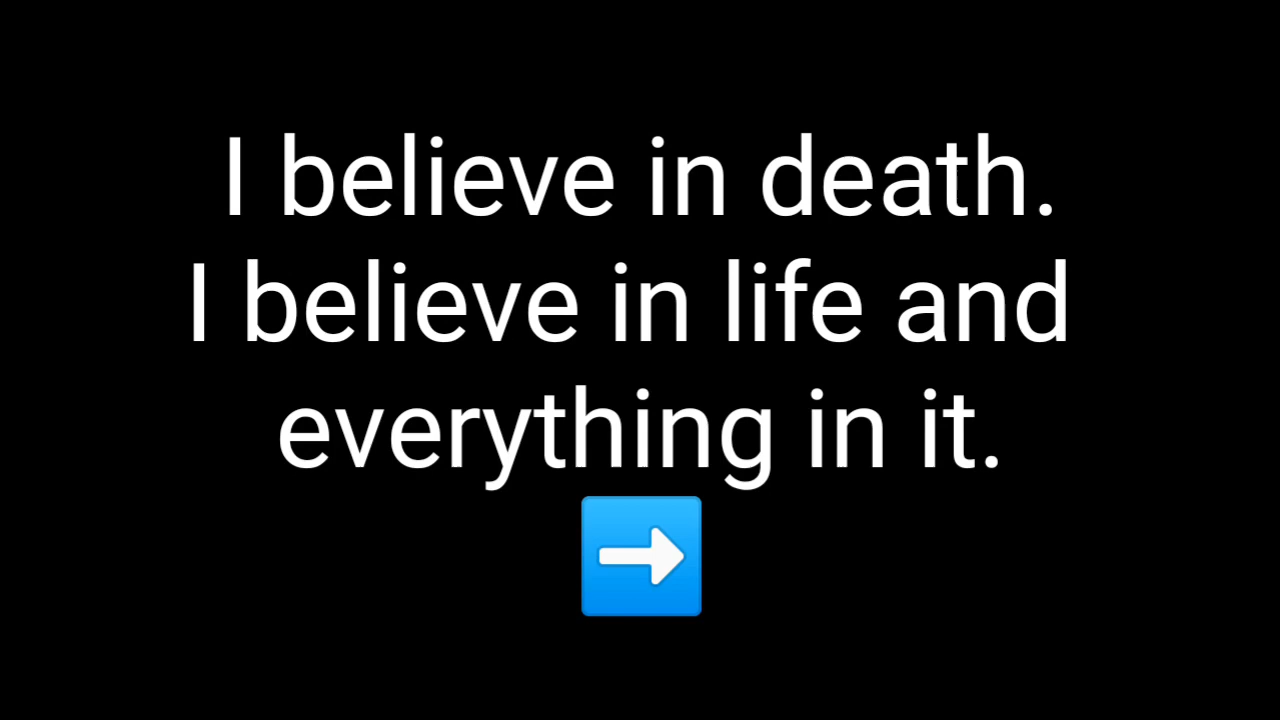 I believe in death.
I believe in life and
everything in it.
➡️